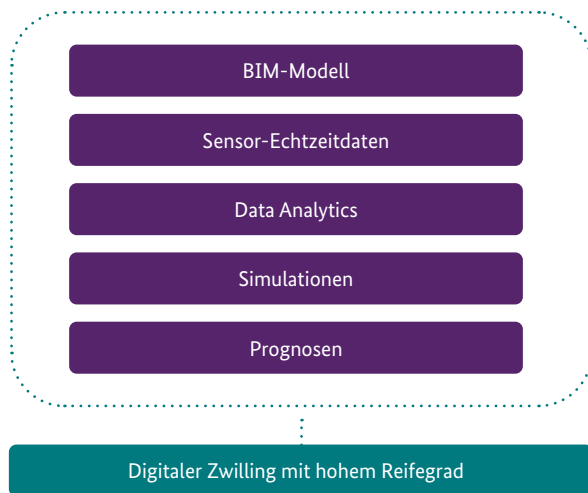 BIM-Modell
Sensor-Echtzeitdaten
Data Analytics
Simulationen
Prognosen
Digitaler Zwilling mit hohem Reifegrad